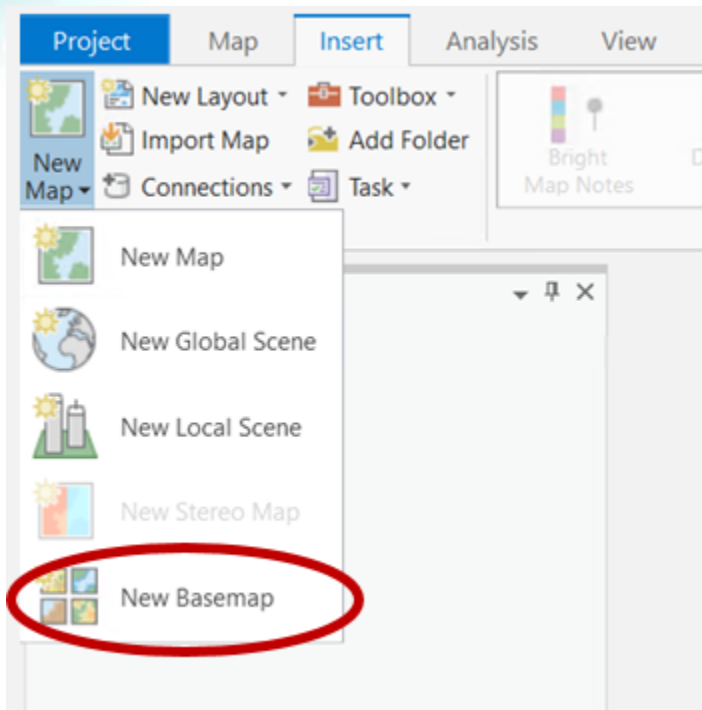 Project Map Insert Analysis View
New Layout Toolbox
Import Map Add Folder
New
Map Connections Task
Bright
Map Notes
D
New Map
New Global Scene
New Local Scene
New Stereo Map
New Basemap